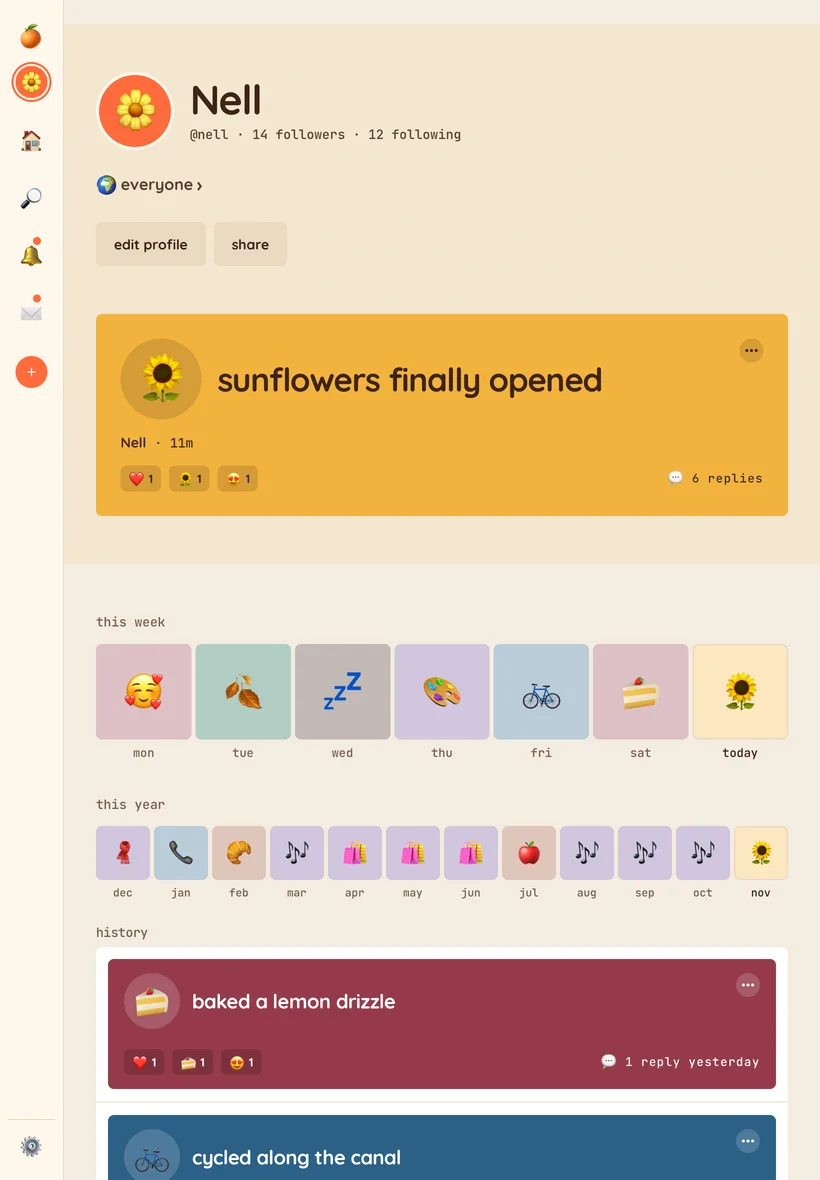 Nell
@nell · 14 followers · 12 following
everyone ›
edit profile
share
sunflowers finally opened
Nell · 11m
1
1
1
6 replies
this week
mon
tue
wed
thu
fri
sat
today
this year
dec
jan
feb
mar
apr
may
jun
jul
aug
sep
oct
nov
history
baked a lemon drizzle
1
1
1
1 reply yesterday
cycled along the canal